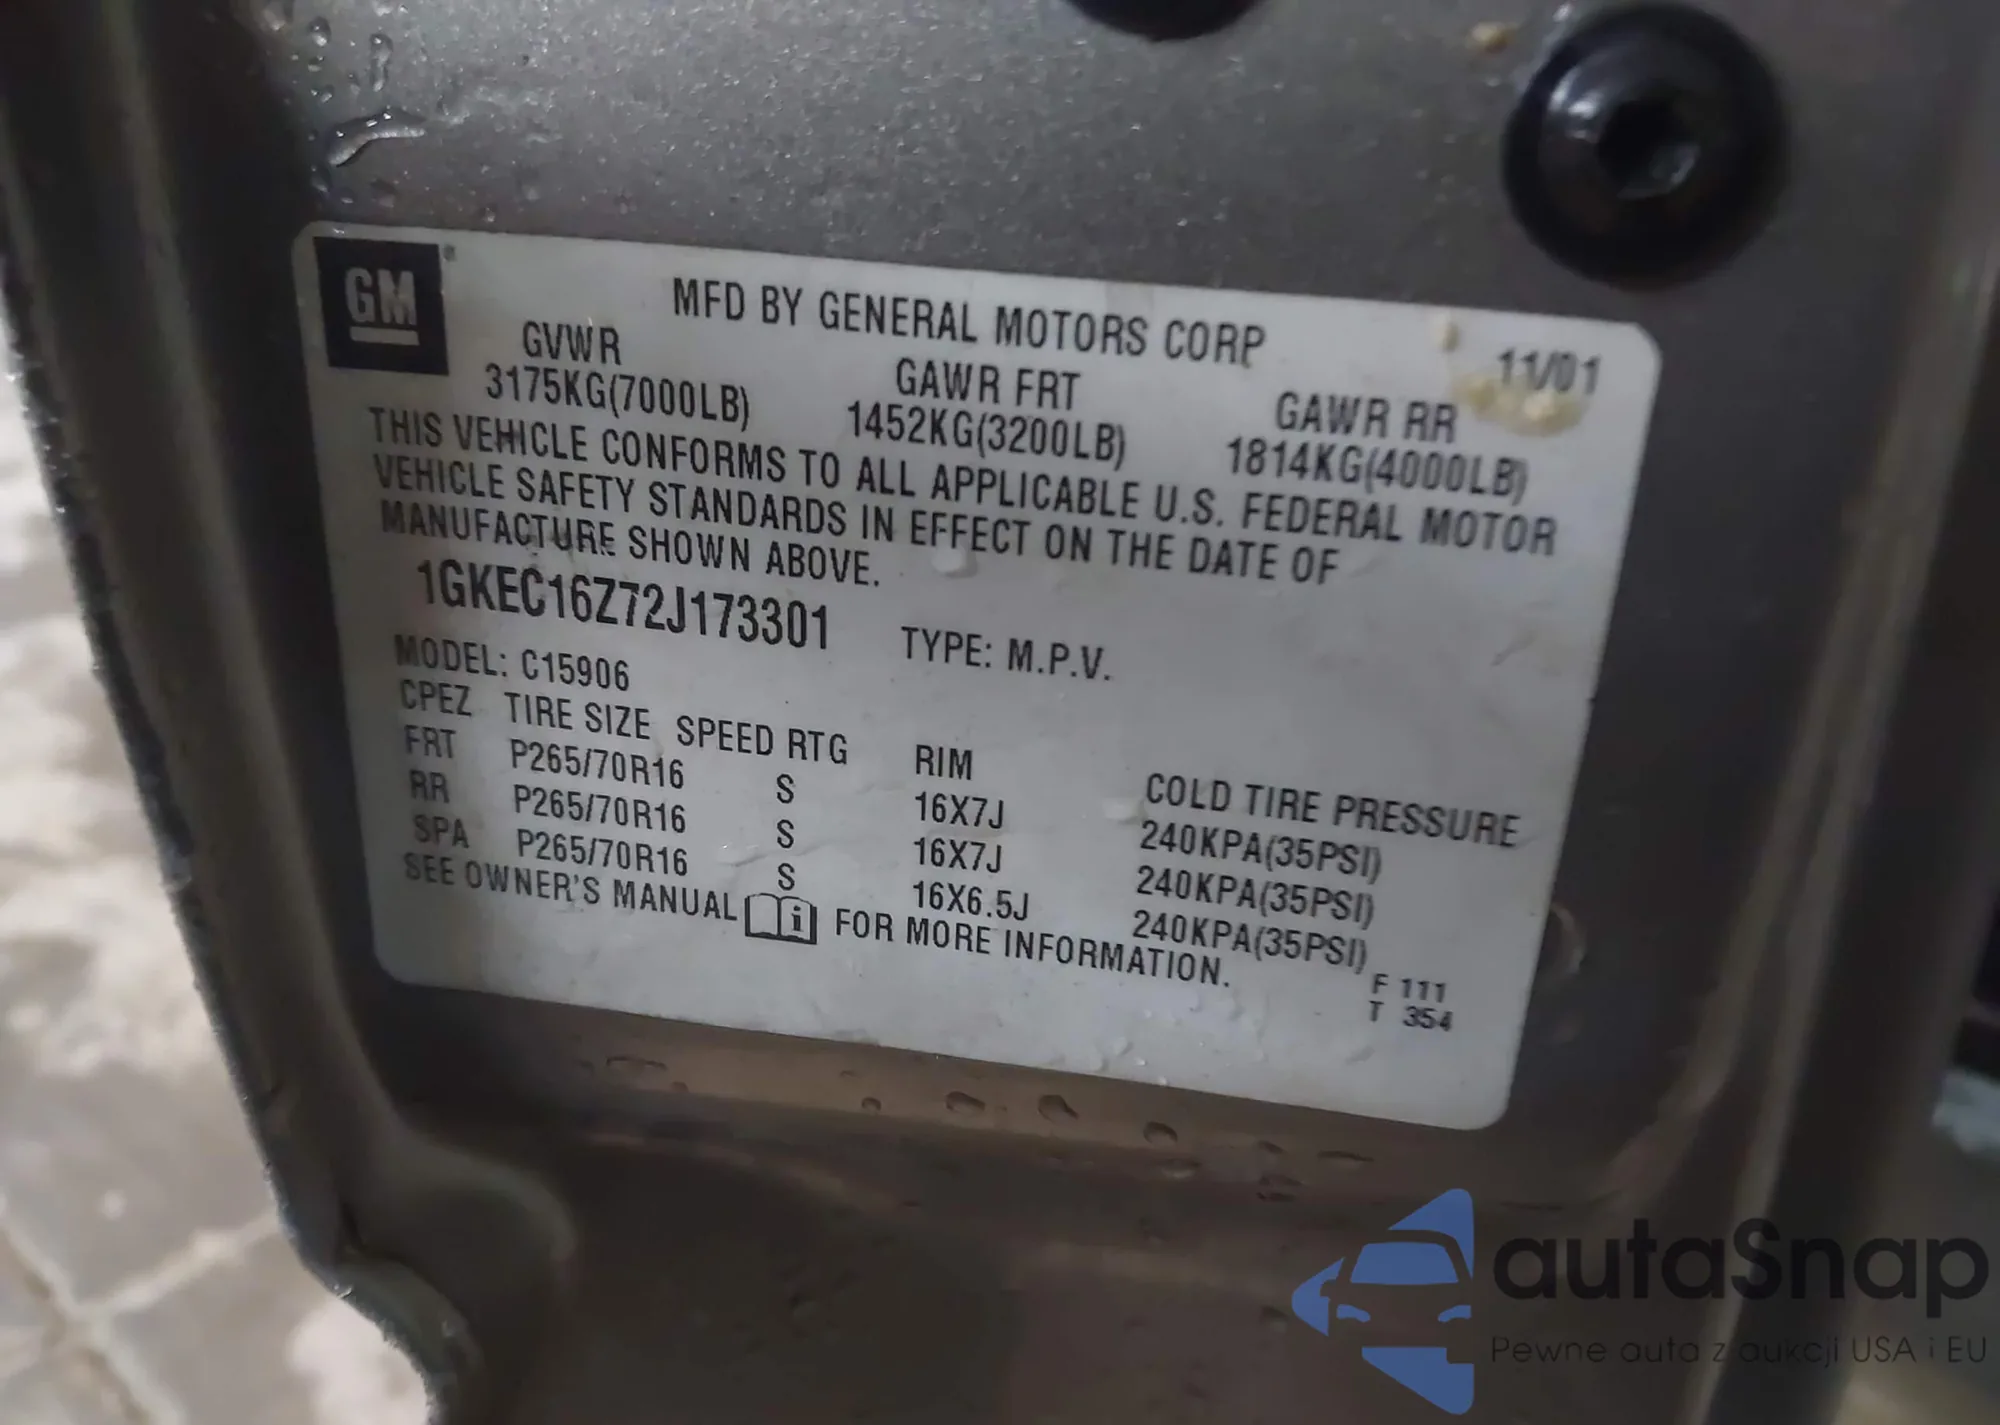 GM
MFD BY GENERAL MOTORS CORP 11/01
GVWR GAWR FRT GAWR RR
3175KG(7000LB) 1452KG(3200LB) 1814KG(4000LB)
THIS VEHICLE CONFORMS TO ALL APPLICABLE U.S. FEDERAL MOTOR
VEHICLE SAFETY STANDARDS IN EFFECT ON THE DATE OF
MANUFACTURE SHOWN ABOVE.
1GKEC16Z72J173301 TYPE: M.P.V.
MODEL: C15906
CPEZ TIRE SIZE SPEED RTG RIM COLD TIRE PRESSURE
FRT P265/70R16 S 16X7J 240KPA(35PSI)
RR P265/70R16 S 16X7J 240KPA(35PSI)
SPA P265/70R16 S 16X6.5J 240KPA(35PSI)
SEE OWNER'S MANUAL i FOR MORE INFORMATION.
F 111
T 354
autaSnap
Pewne auta z aukcji USA i EU